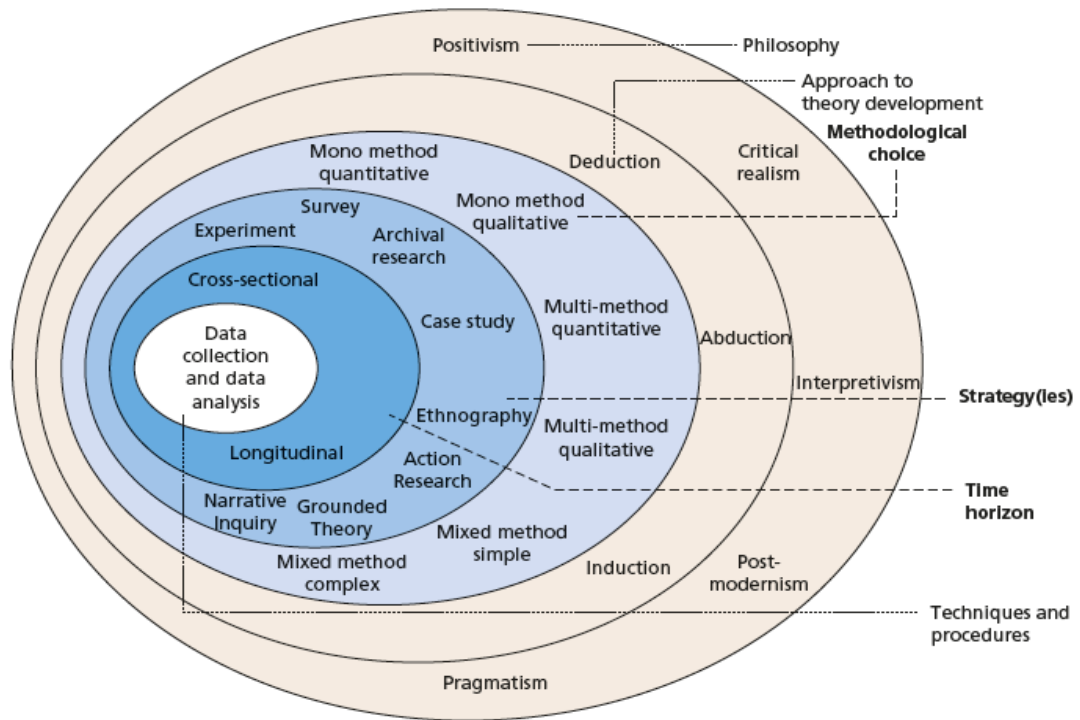 Positivism
Philosophy
Approach to
theory development
Methodological
choice
Mono method
quantitative
Deduction
Critical
realism
Survey
Mono method
qualitative
Experiment
Archival
research
Cross-sectional
Data
collection
and data
analysis
Case study
Multi-method
quantitative
Abduction
Interpretivism
Strategy(les)
Ethnography
Multi-method
qualitative
Longitudinal
Action
Research
Time
horizon
Narrative
Inquiry
Grounded
Theory
Mixed method
simple
Mixed method
complex
Induction
Post-
modernism
Techniques and
procedures
Pragmatism